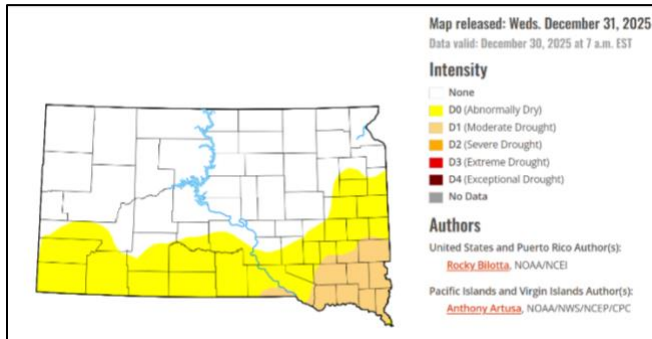 Map released: Weds. December 31, 2025
Data valid: December 30, 2025 at 7 a.m. EST
Intensity
None
D0 (Abnormally Dry)
D1 (Moderate Drought)
D2 (Severe Drought)
D3 (Extreme Drought)
D4 (Exceptional Drought)
No Data
Authors
United States and Puerto Rico Author(s):
Rocky Bilotta, NOAA/NCEI
Pacific Islands and Virgin Islands Author(s):
Anthony Artusa, NOAA/NWS/NCEP/CPC